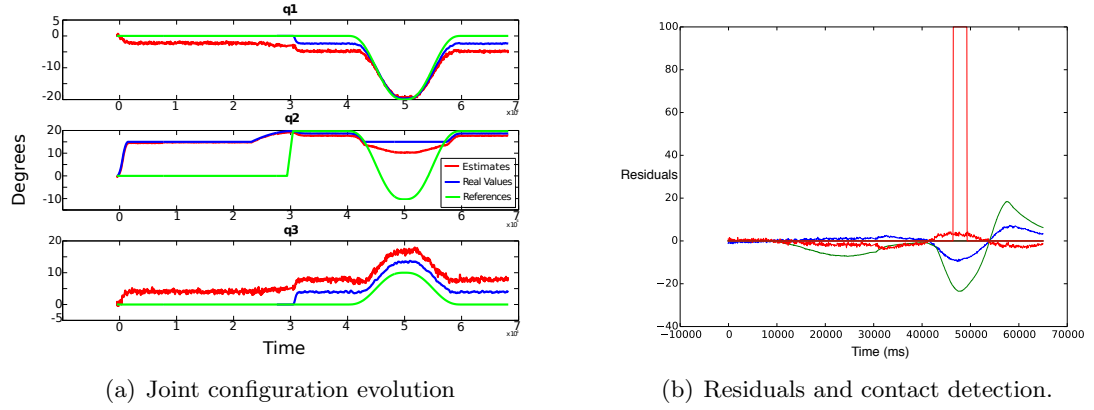 q1
5
0
-10
-20
0 1 2 3 4 5 6 7
q2
20
10
0
-10
0 1 2 3 4 5 6 7
Estimates
Real Values
References
q3
20
10
0
-5
0 1 2 3 4 5 6 7
Degrees
Time
(a) Joint configuration evolution
100
80
60
40
20
0
−20
−40
Residuals
−10000 0 10000 20000 30000 40000 50000 60000 70000
Time (ms)
(b) Residuals and contact detection.